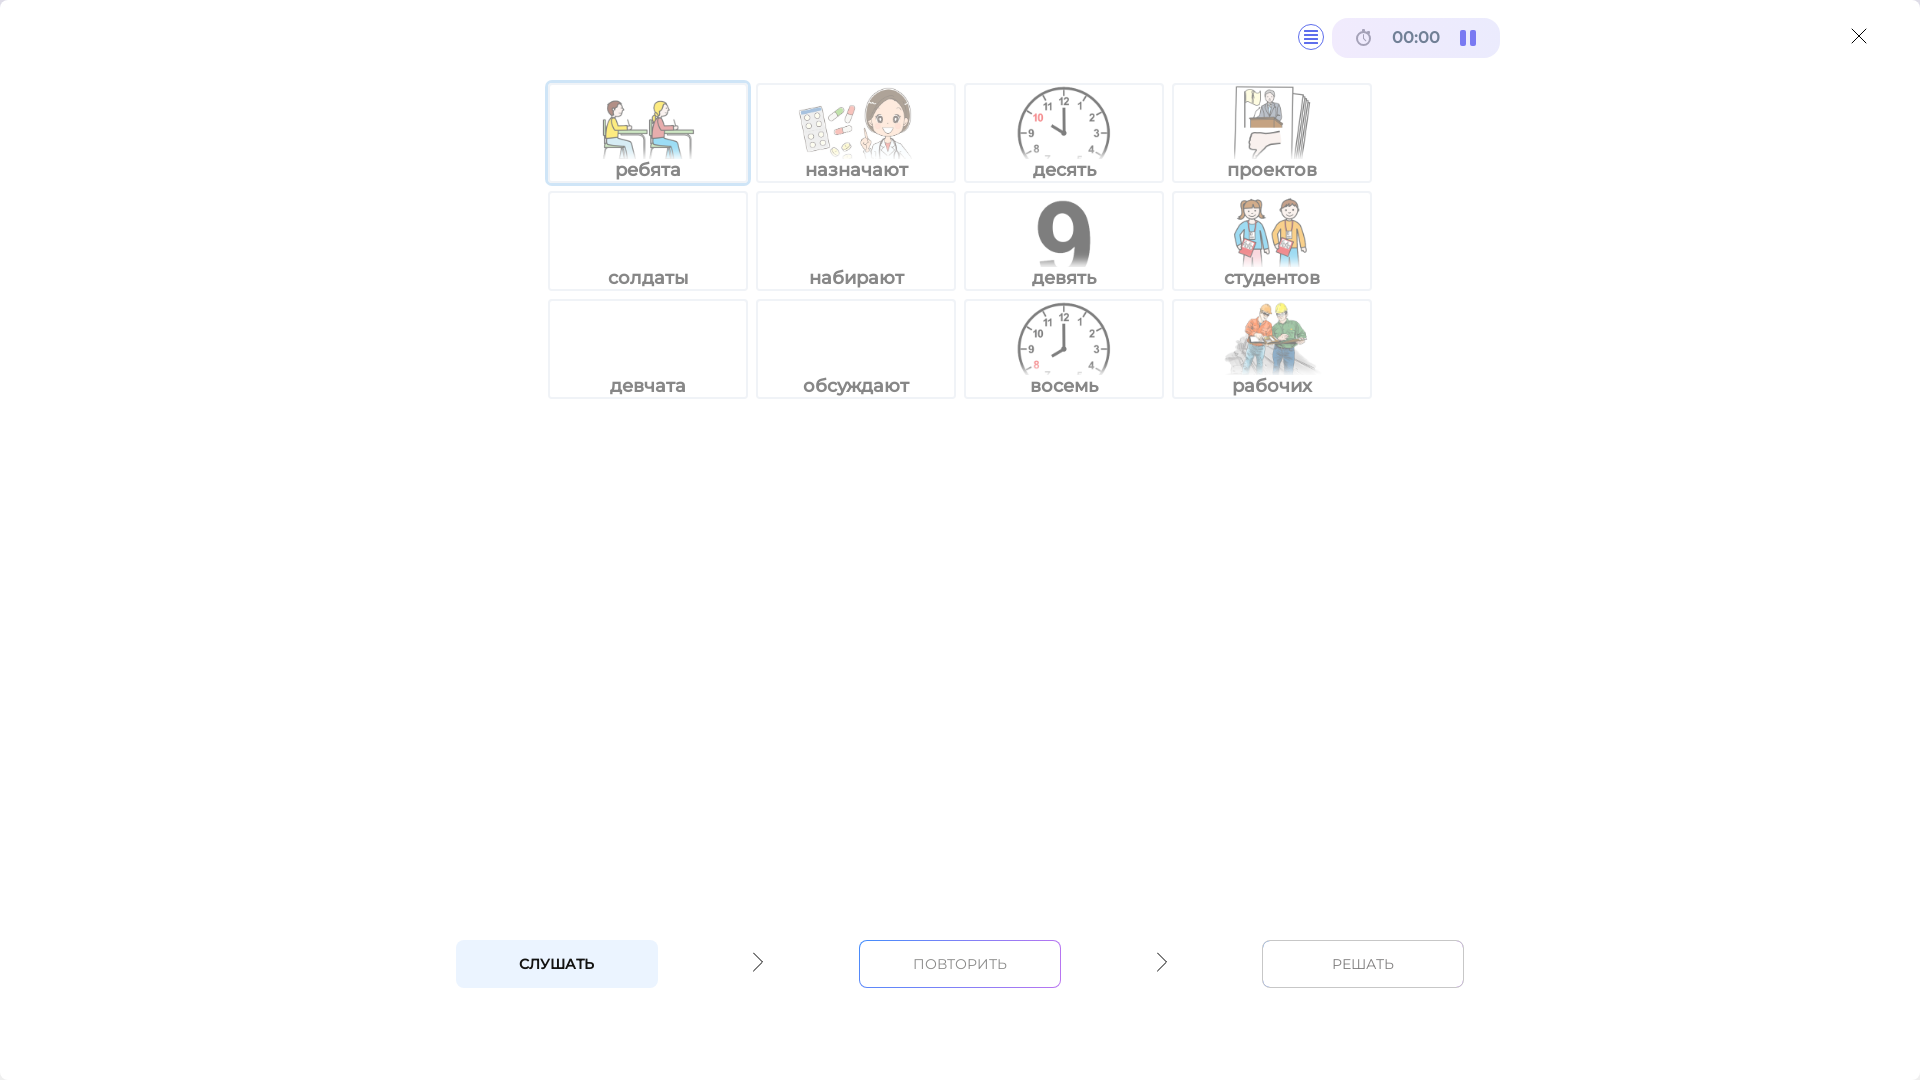 00:00
ребята
назначают
десять
проектов
солдаты
набирают
девять
студентов
девчата
обсуждают
восемь
рабочих
СЛУШАТЬ
ПОВТОРИТЬ
РЕШАТЬ